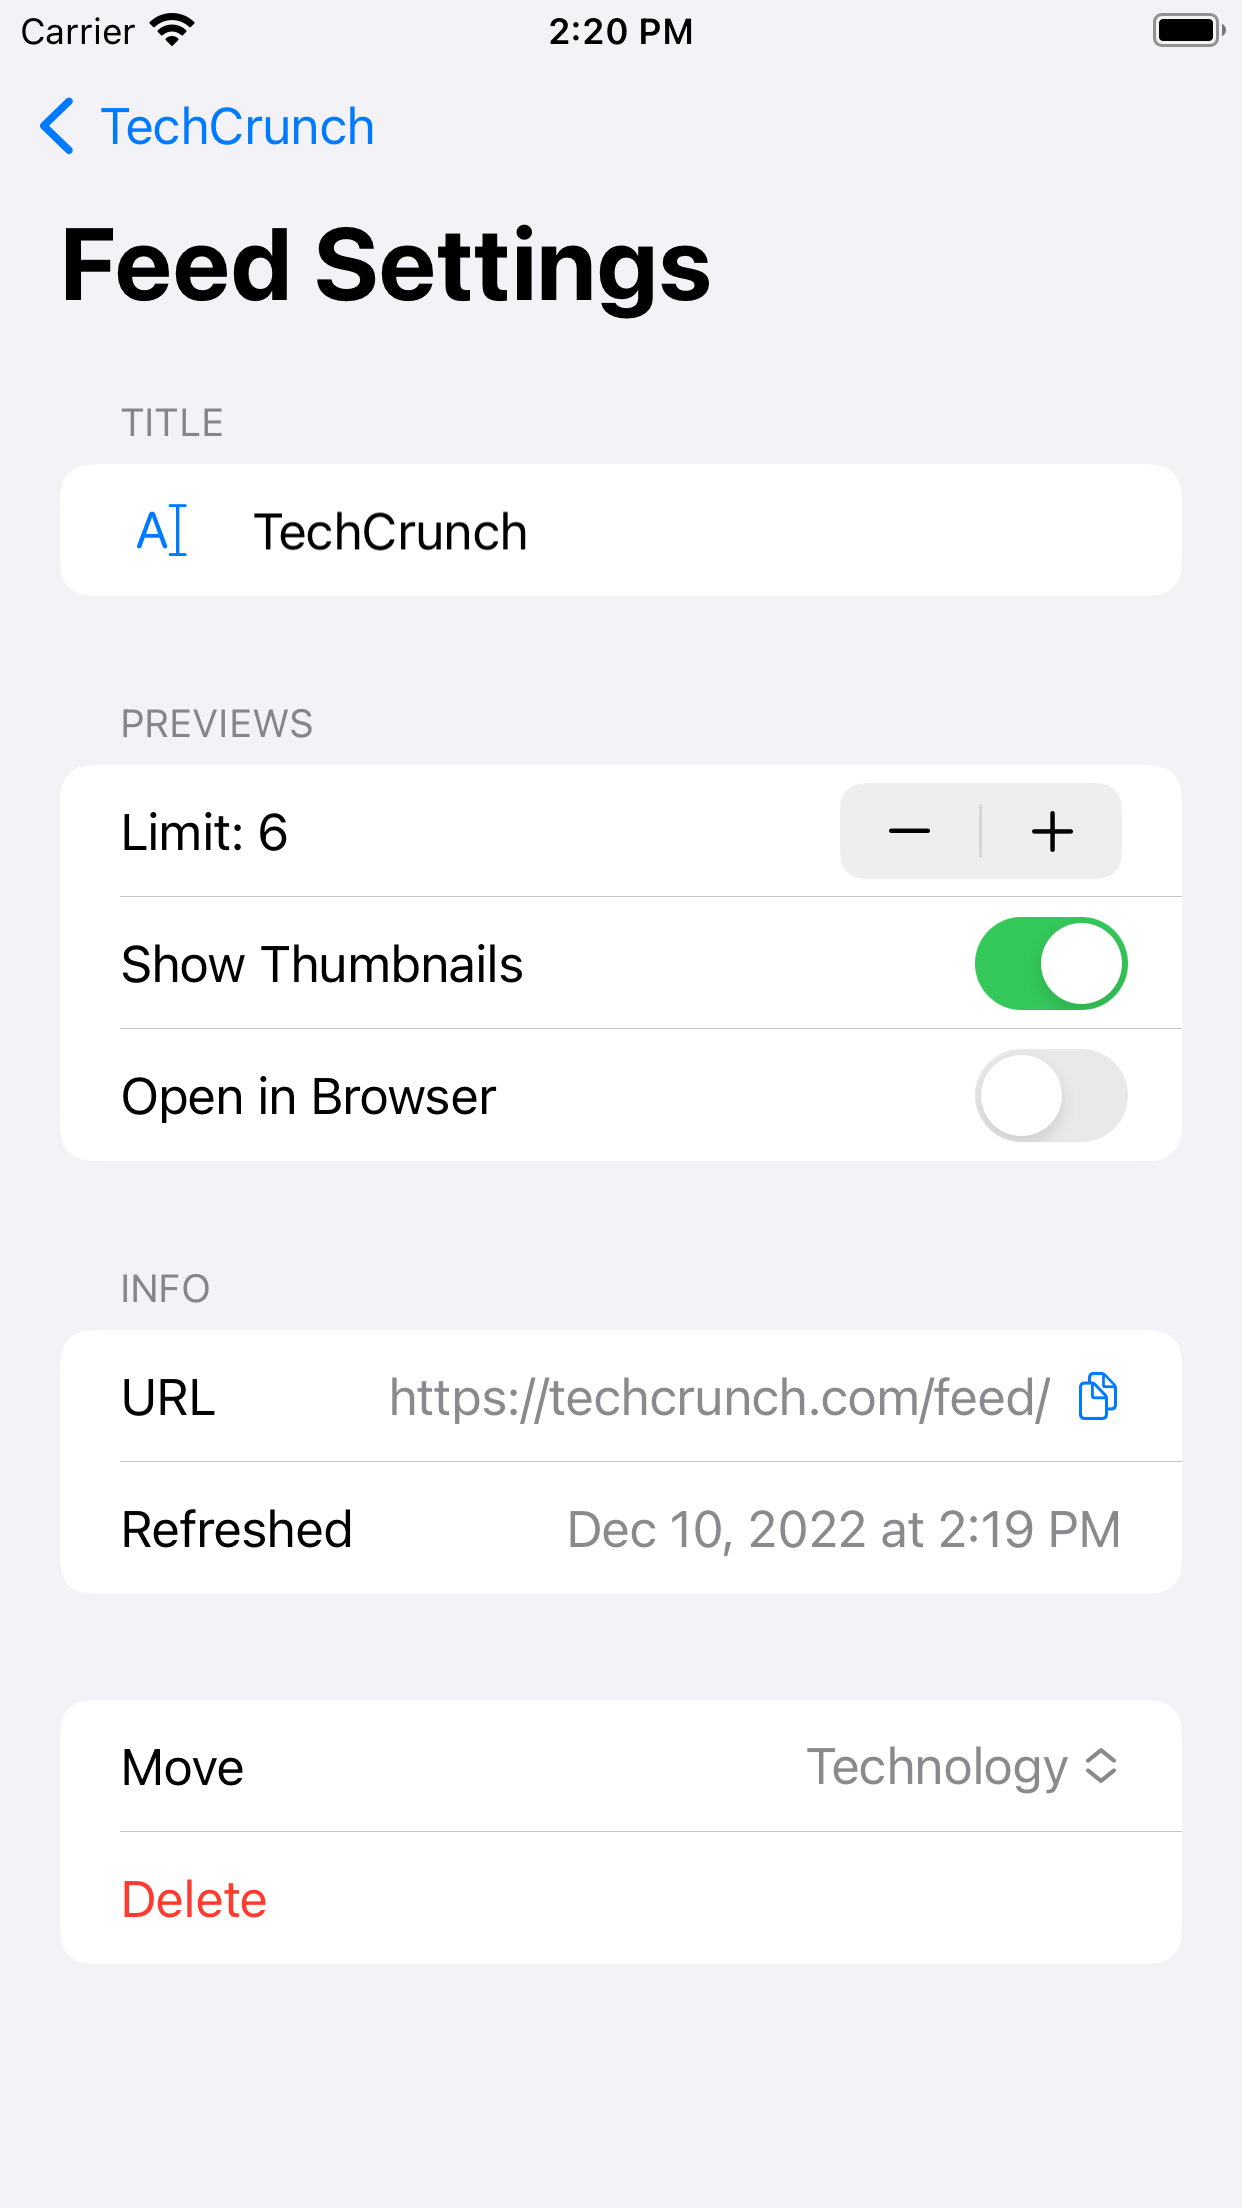 Carrier 2:20 PM
TechCrunch
Feed Settings
TITLE
TechCrunch
PREVIEWS
Limit: 6
Show Thumbnails
Open in Browser
INFO
URL https://techcrunch.com/feed/
Refreshed Dec 10, 2022 at 2:19 PM
Move Technology
Delete